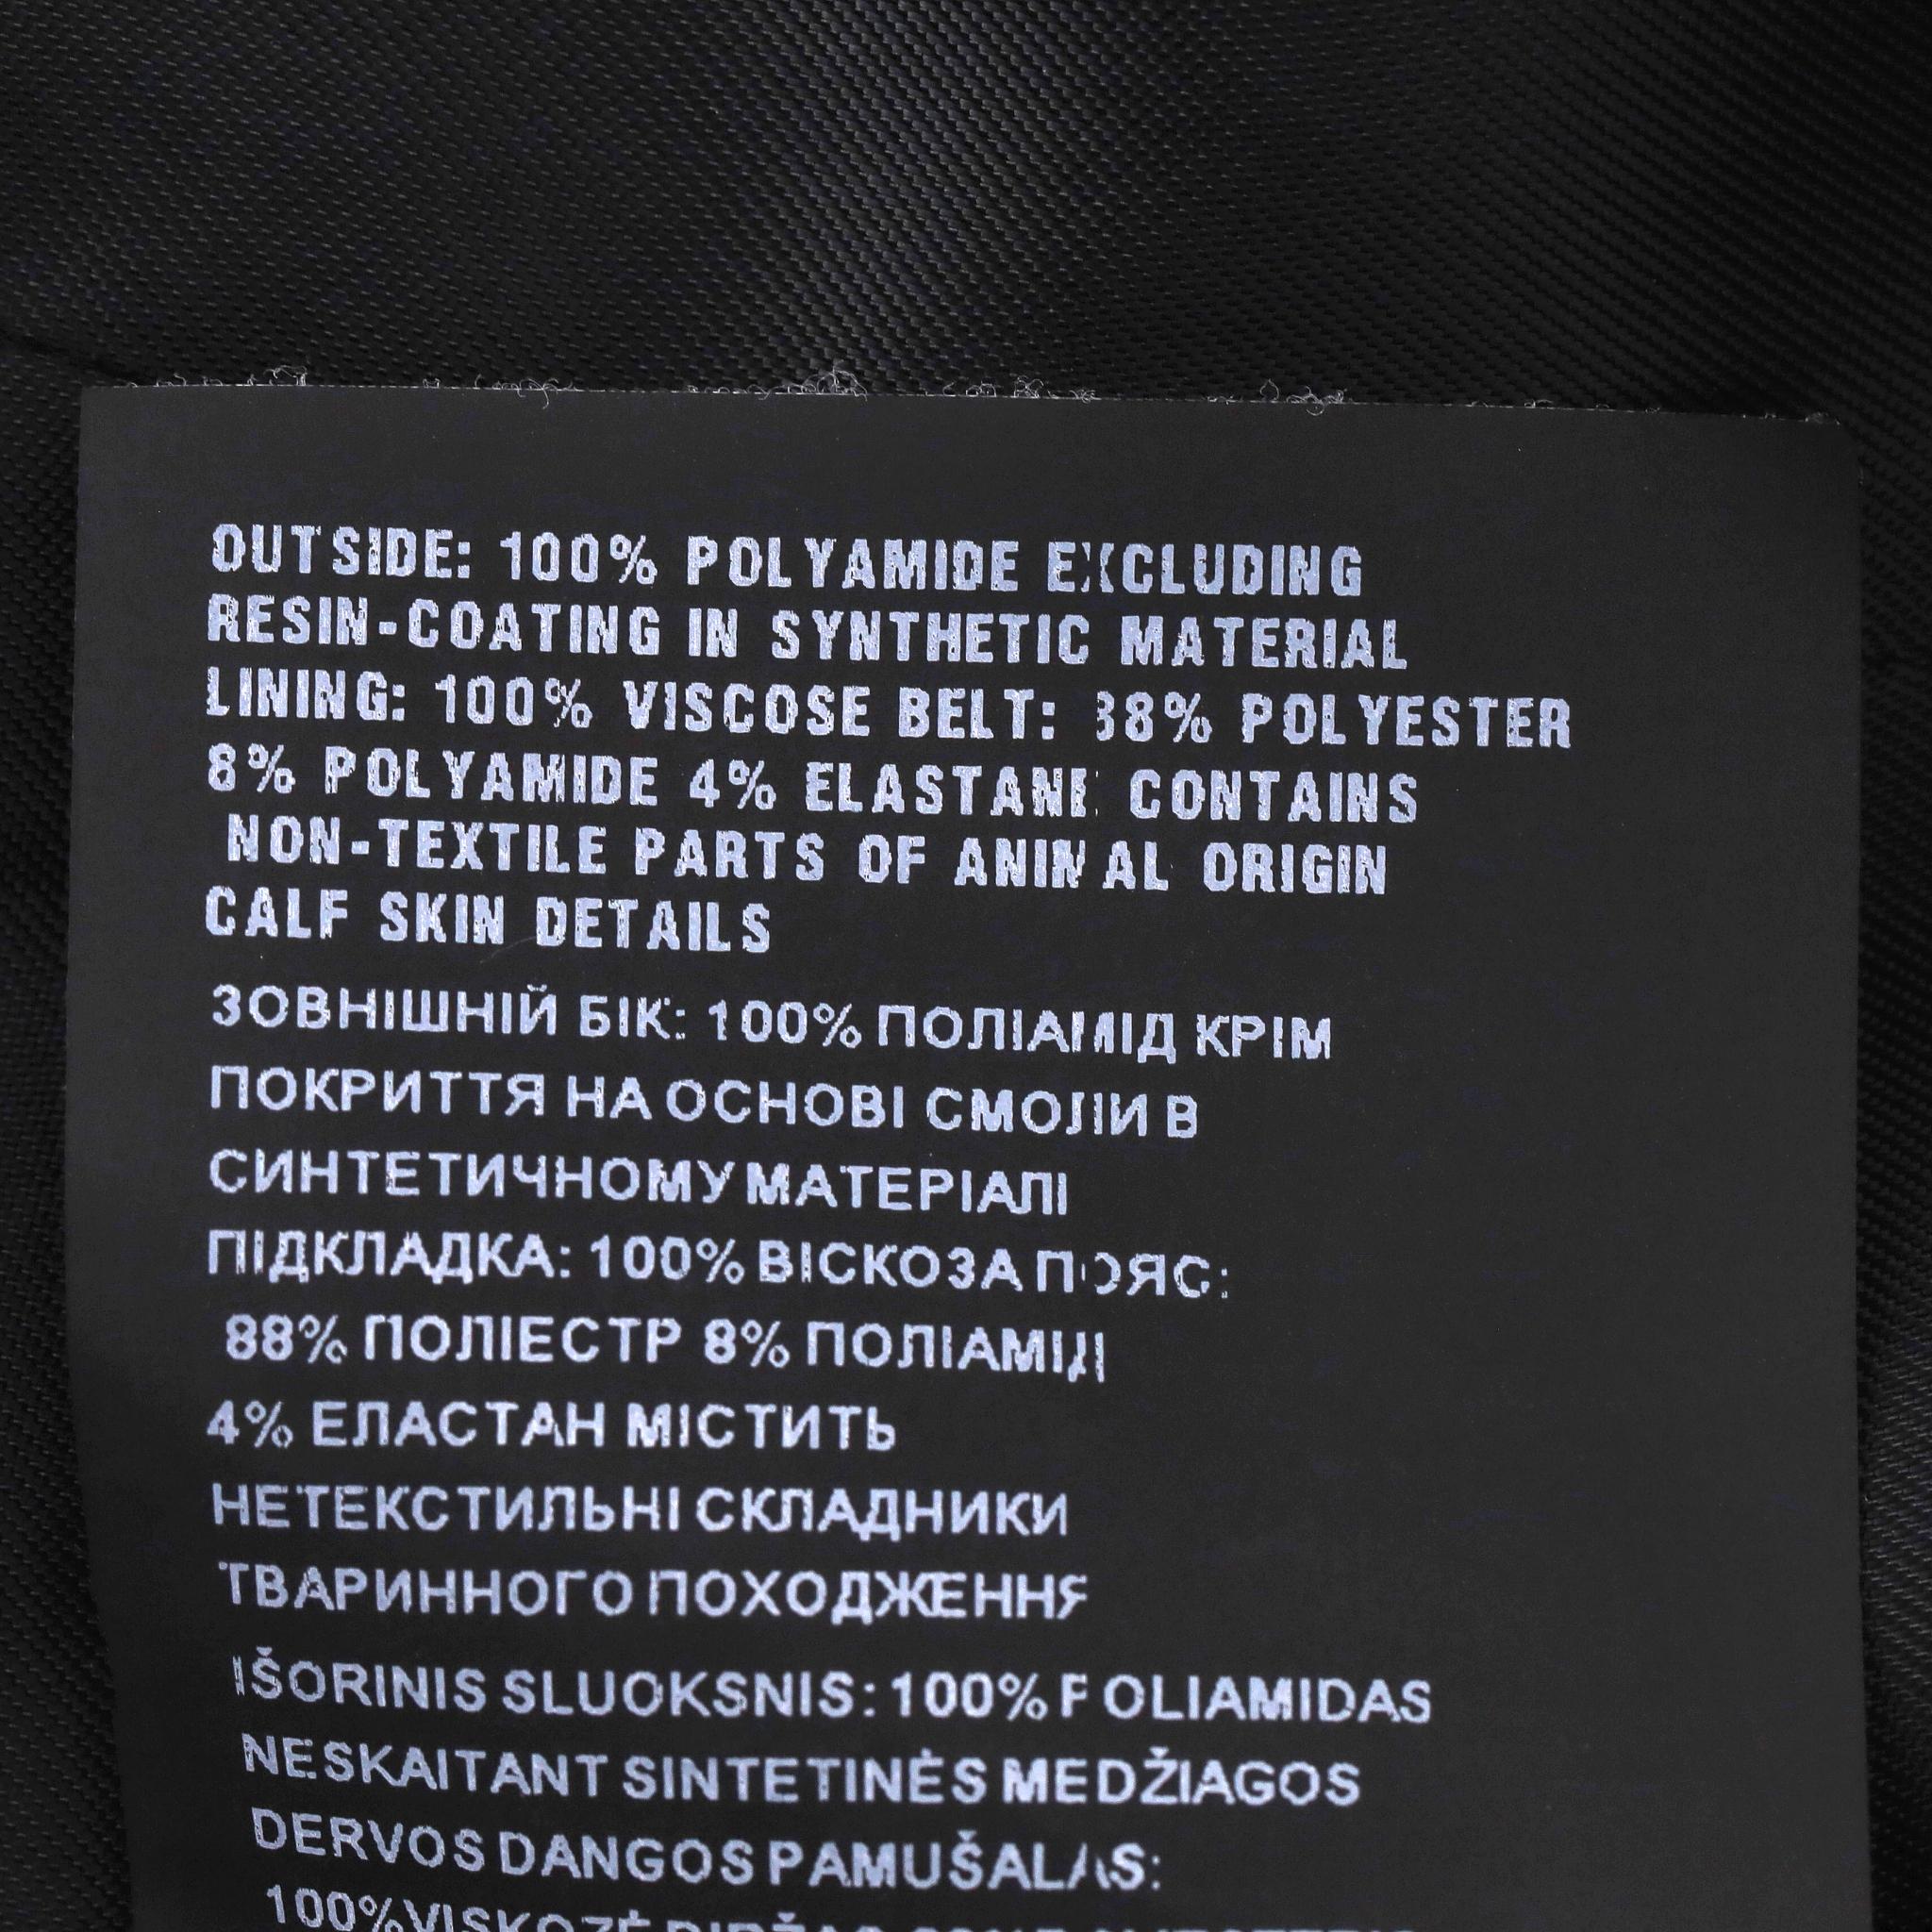 OUTSIDE: 100% POLYAMIDE EXCLUDING
RESIN-COATING IN SYNTHETIC MATERIAL
LINING: 100% VISCOSE BELT: 88% POLYESTER
8% POLYAMIDE 4% ELASTANE CONTAINS
NON-TEXTILE PARTS OF ANIMAL ORIGIN
CALF SKIN DETAILS
ЗОВНІШНІЙ БІК: 100% ПОЛІАМІД КРІМ
ПОКРИТТЯ НА ОСНОВІ СМОЛИ В
СИНТЕТИЧНОМУ МАТЕРІАЛІ
ПІДКЛАДКА: 100% ВІСКОЗА ПОЯС:
88% ПОЛІЕСТР 8% ПОЛІАМІД
4% ЕЛАСТАН МІСТИТЬ
НЕТЕКСТИЛЬНІ СКЛАДНИКИ
ТВАРИННОГО ПОХОДЖЕННЯ
IŠORINIS SLUOKSNIS: 100% POLIAMIDAS
NESKAITANT SINTETINĖS MEDŽIAGOS
DERVOS DANGOS PAMUŠALAS:
100% VISKOZĖ